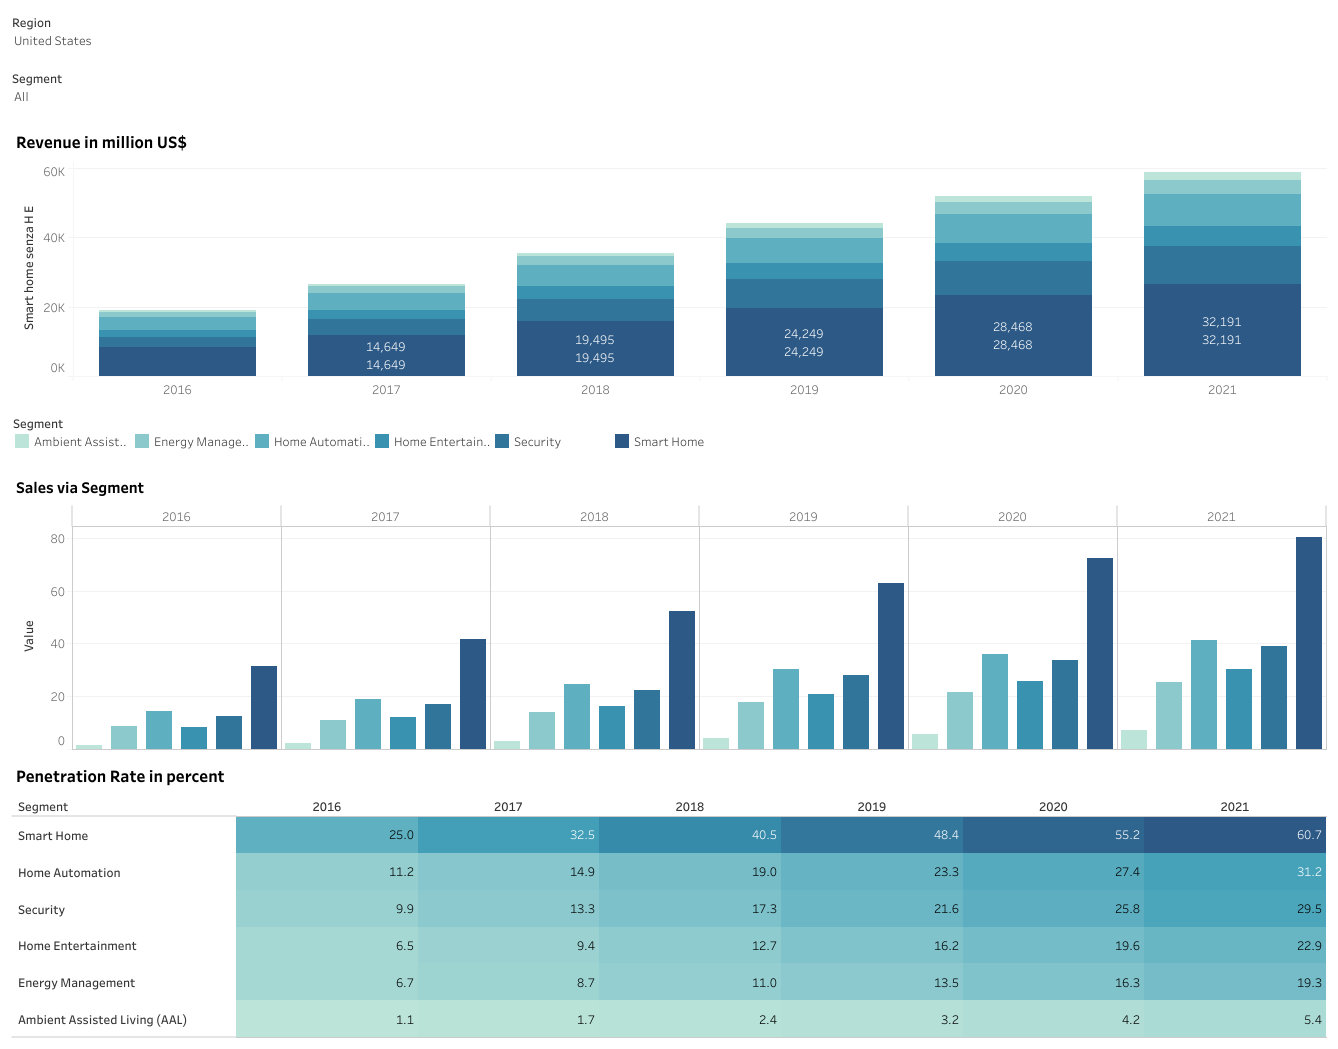 Region
United States
Segment
All
Revenue in million US$
Smart home senza H E
60K
40K
20K
0K
14,649
14,649
19,495
19,495
24,249
24,249
28,468
28,468
32,191
32,191
2016 2017 2018 2019 2020 2021
Segment
Ambient Assist.. Energy Manage.. Home Automati.. Home Entertain.. Security Smart Home
Sales via Segment
2016 2017 2018 2019 2020 2021
Value
80
60
40
20
0
Penetration Rate in percent
Segment 2016 2017 2018 2019 2020 2021
Smart Home 25.0 32.5 40.5 48.4 55.2 60.7
Home Automation 11.2 14.9 19.0 23.3 27.4 31.2
Security 9.9 13.3 17.3 21.6 25.8 29.5
Home Entertainment 6.5 9.4 12.7 16.2 19.6 22.9
Energy Management 6.7 8.7 11.0 13.5 16.3 19.3
Ambient Assisted Living (AAL) 1.1 1.7 2.4 3.2 4.2 5.4